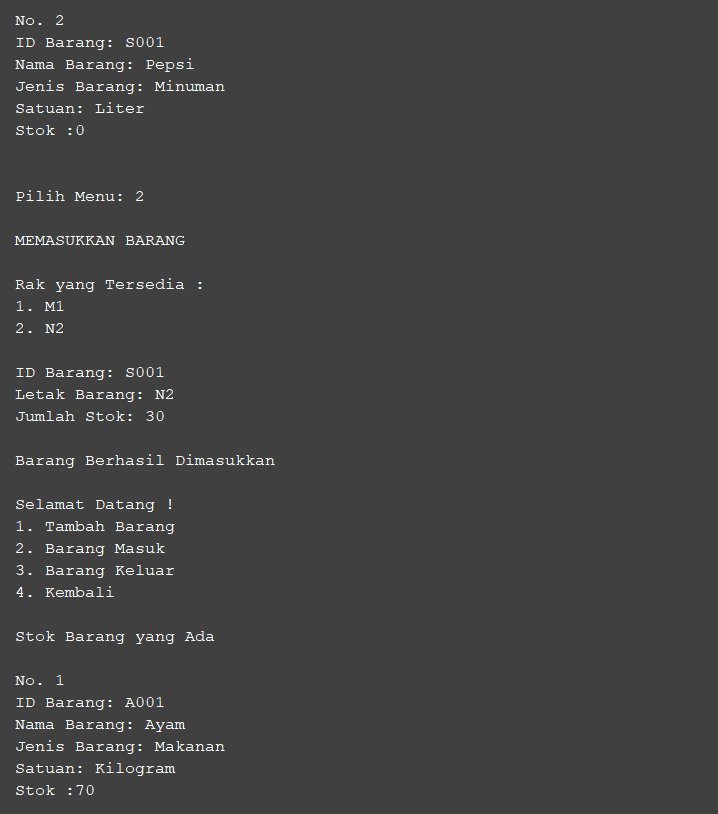 No. 2
ID Barang: S001
Nama Barang: Pepsi
Jenis Barang: Minuman
Satuan: Liter
Stok :0
Pilih Menu: 2
MEMASUKKAN BARANG
Rak yang Tersedia :
1. M1
2. N2
ID Barang: S001
Letak Barang: N2
Jumlah Stok: 30
Barang Berhasil Dimasukkan
Selamat Datang !
1. Tambah Barang
2. Barang Masuk
3. Barang Keluar
4. Kembali
Stok Barang yang Ada
No. 1
ID Barang: A001
Nama Barang: Ayam
Jenis Barang: Makanan
Satuan: Kilogram
Stok :70